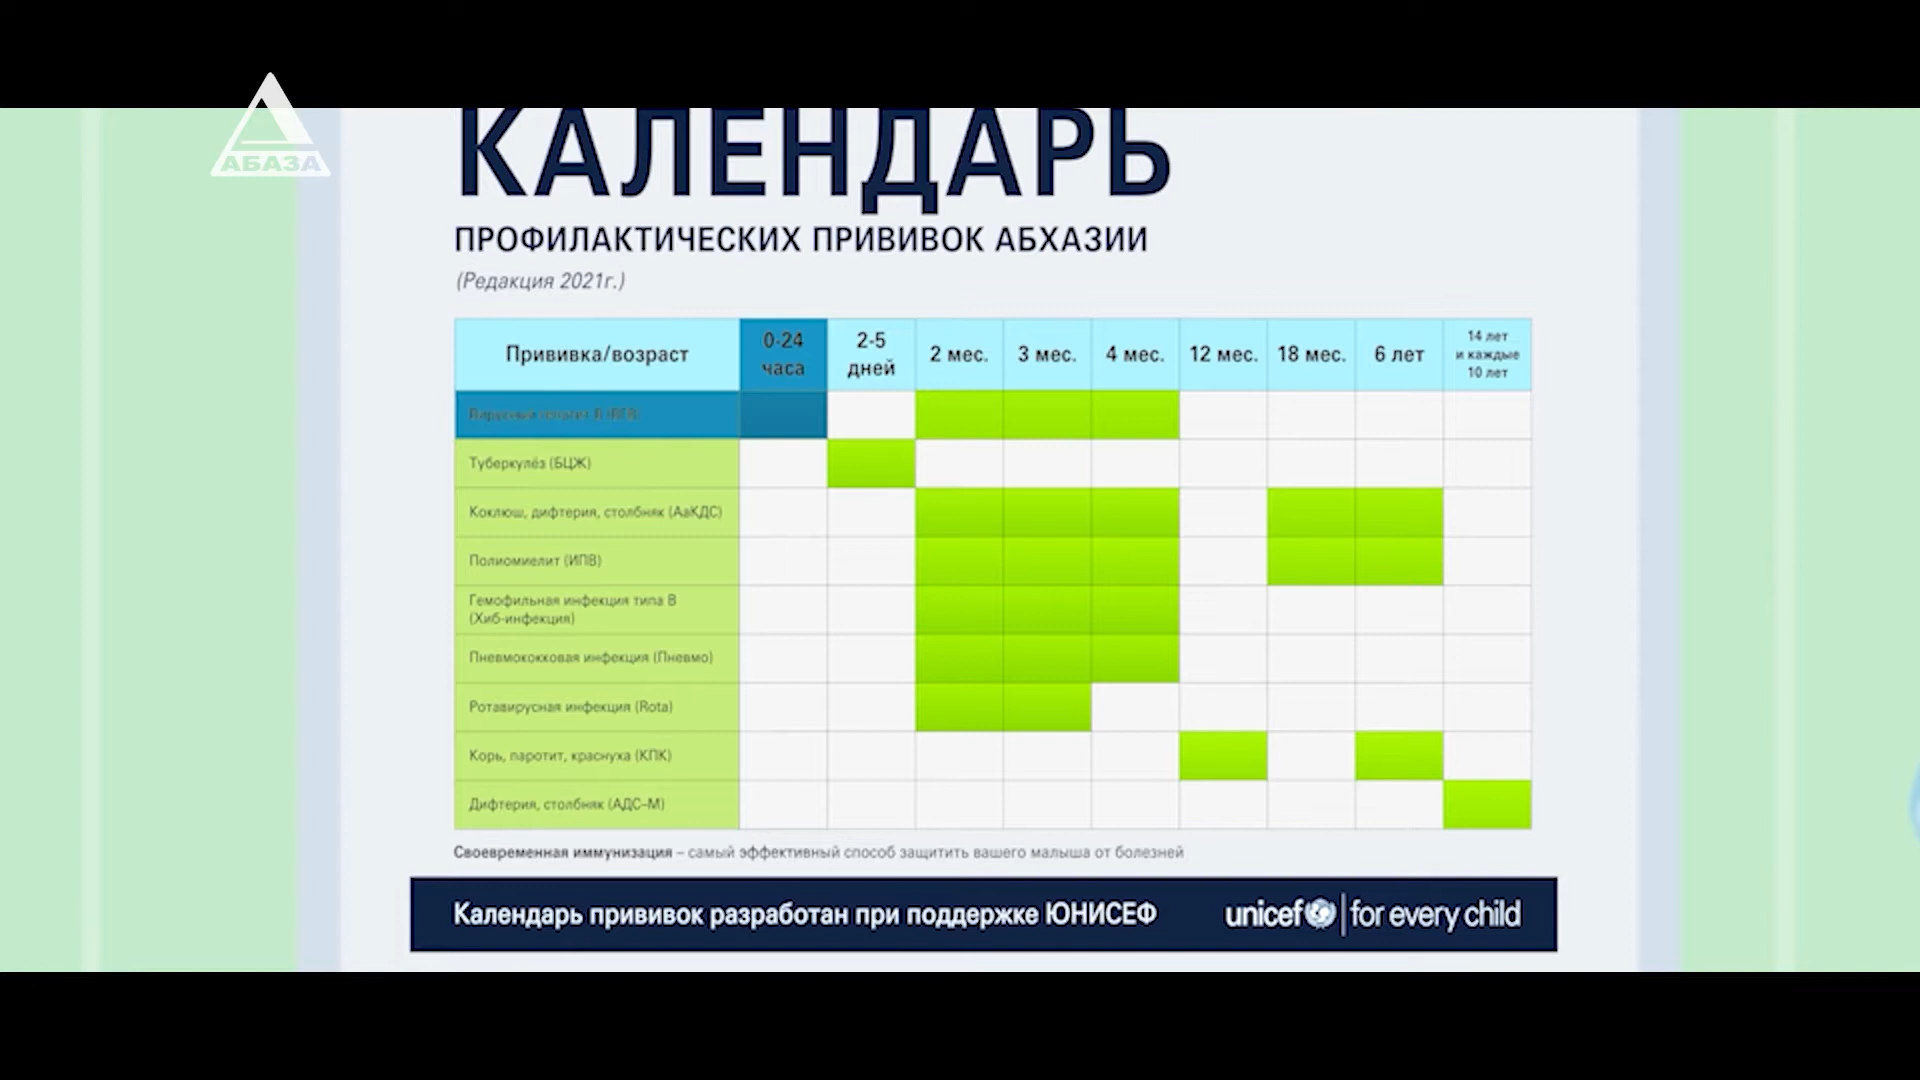 АБАЗА
КАЛЕНДАРЬ
ПРОФИЛАКТИЧЕСКИХ ПРИВИВОК АБХАЗИИ
(Редакция 2021г.)
Прививка/возраст 0-24 часа 2-5 дней 2 мес. 3 мес. 4 мес. 12 мес. 18 мес. 6 лет 14 лет и каждые 10 лет
Вирусный гепатит В (ВГВ)
Туберкулёз (БЦЖ)
Коклюш, дифтерия, столбняк (АаКДС)
Полиомиелит (ИПВ)
Гемофильная инфекция типа В
(Хиб-инфекция)
Пневмококковая инфекция (Пневмо)
Ротавирусная инфекция (Rota)
Корь, паротит, краснуха (КПК)
Дифтерия, столбняк (АДС–М)
Своевременная иммунизация – самый эффективный способ защитить вашего малыша от болезней
Календарь прививок разработан при поддержке ЮНИСЕФ unicef for every child